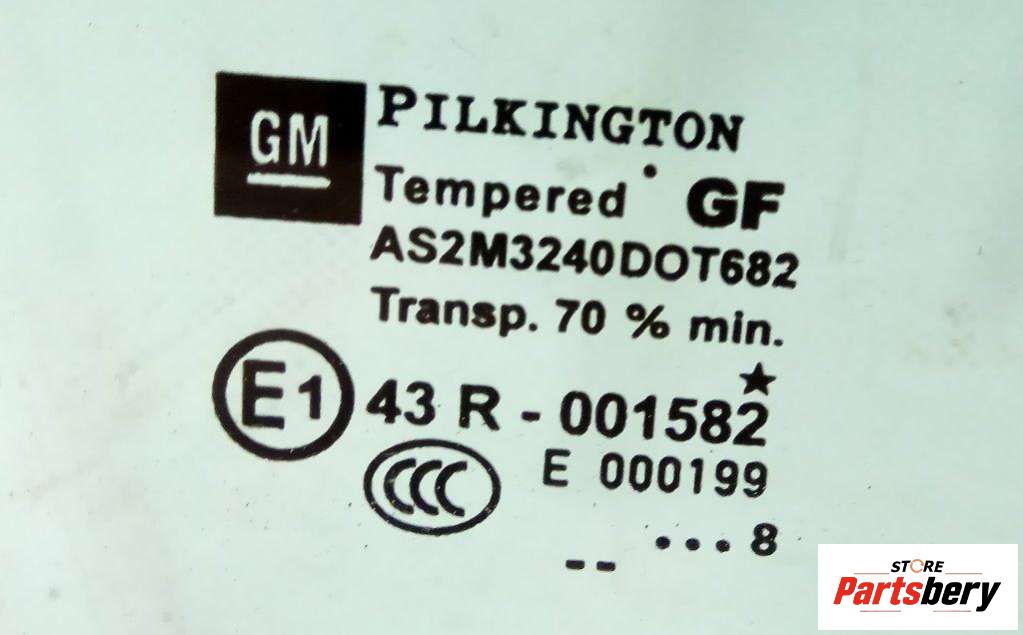 GM
PILKINGTON
Tempered GF
AS2M3240DOT682
Transp. 70 % min.
E1 43 R - 001582
CCC E 000199
...8
--
STORE
Partsbery